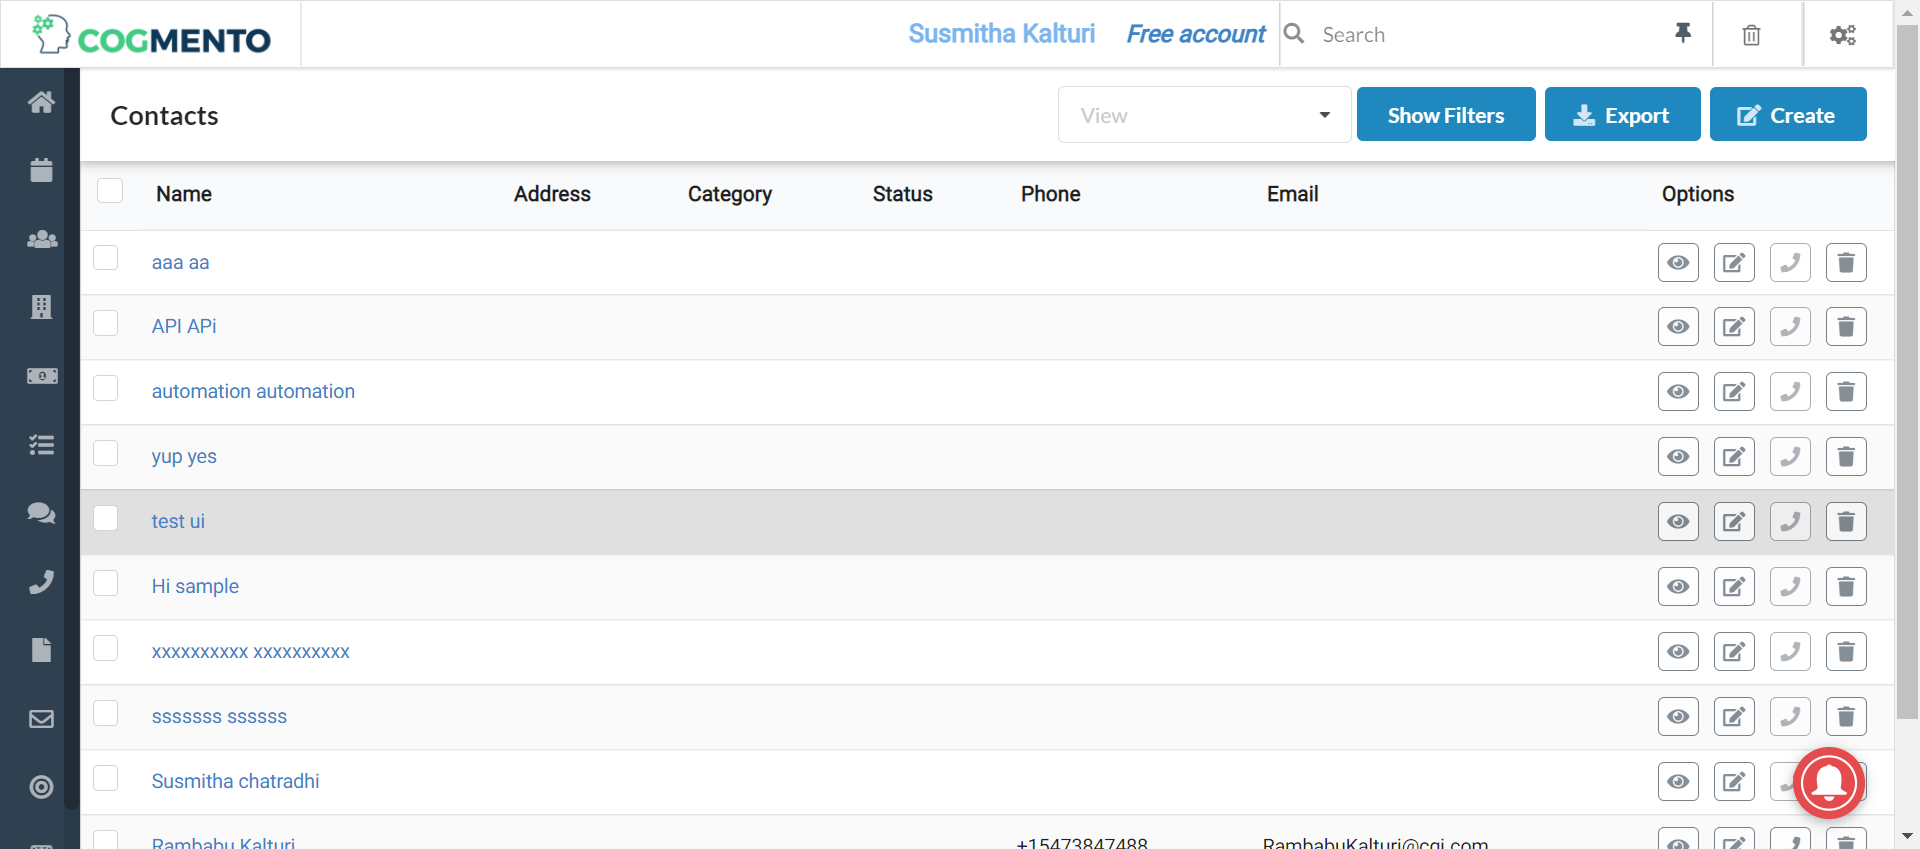 COGMENTO Susmitha Kalturi Free account Search
Contacts View Show Filters Export Create
Name Address Category Status Phone Email Options
aaa aa
API APi
automation automation
yup yes
test ui
Hi sample
xxxxxxxxxx xxxxxxxxxx
sssssss ssssss
Susmitha chatradhi
Rambabu Kalturi +15473847488 RambabuKalturi@cgi.com